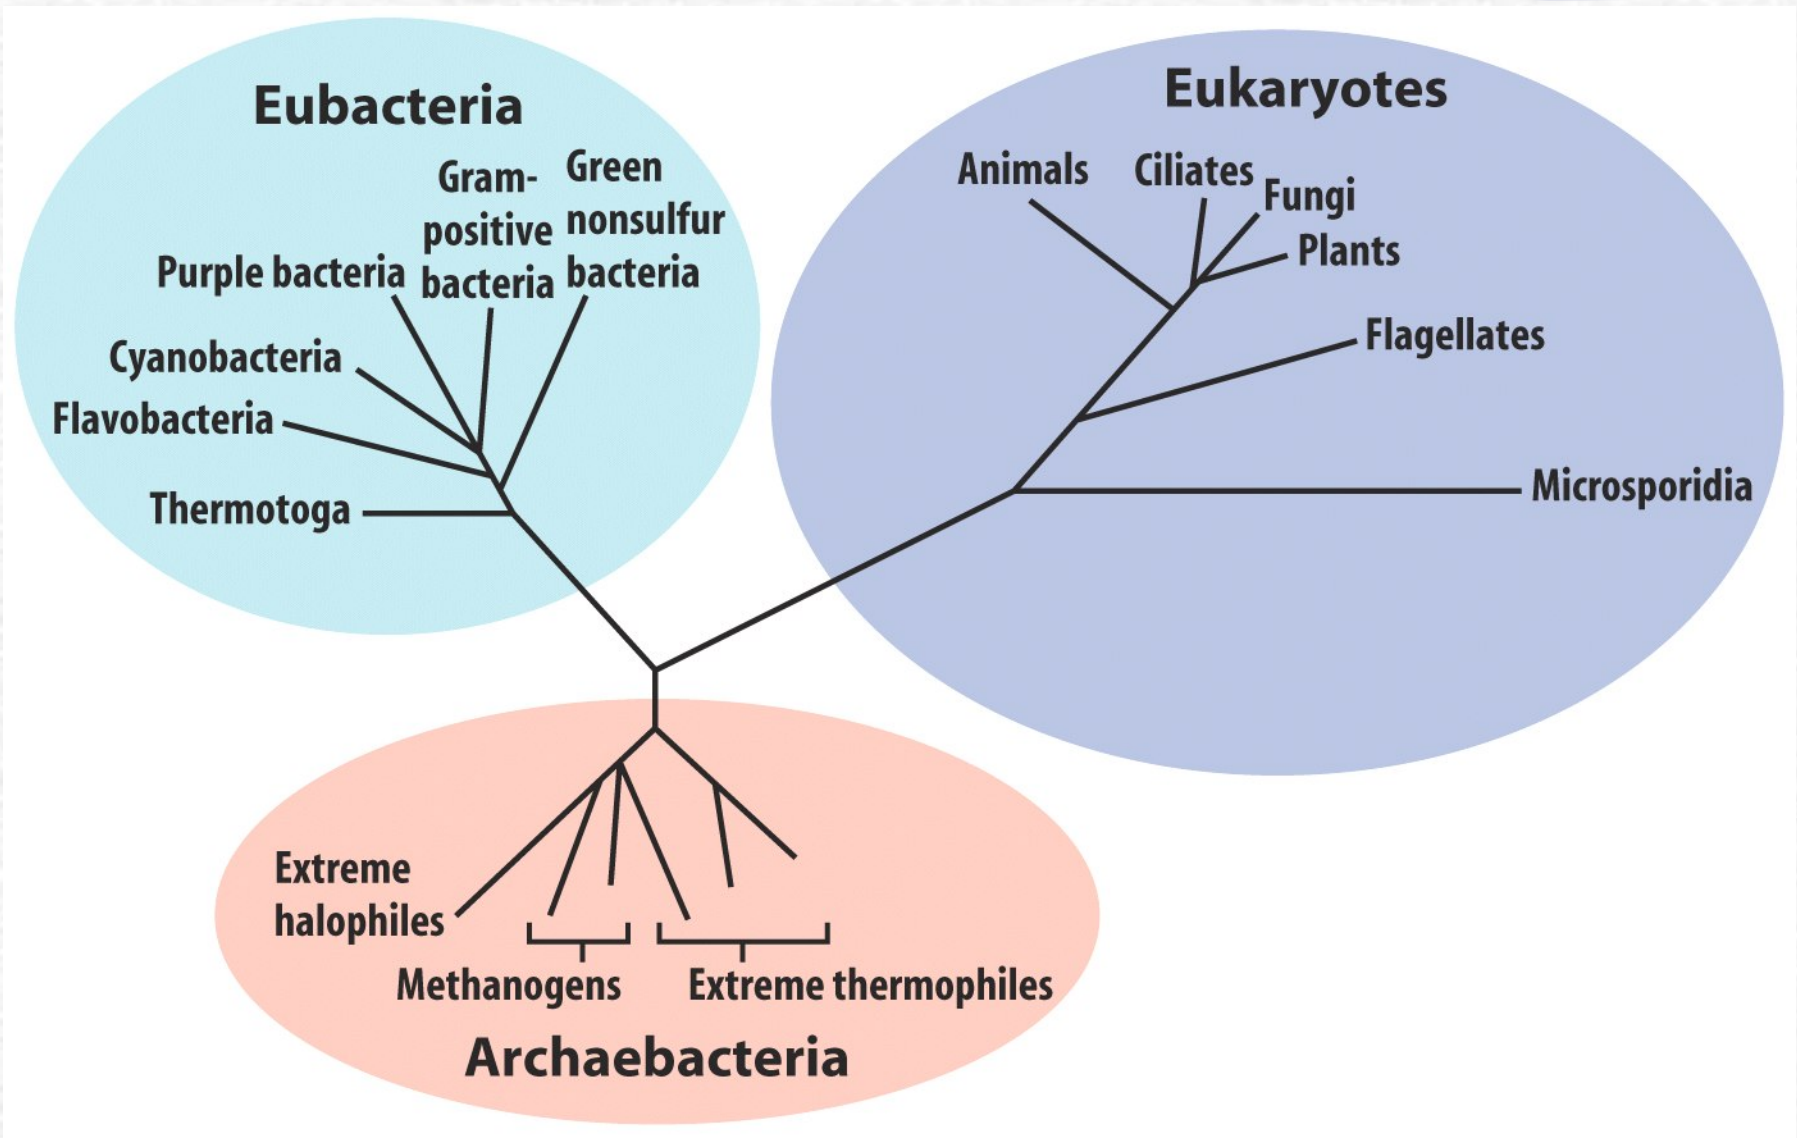 Eubacteria
Gram-
positive
bacteria
Green
nonsulfur
bacteria
Purple bacteria
Cyanobacteria
Flavobacteria
Thermotoga
Eukaryotes
Animals
Ciliates
Fungi
Plants
Flagellates
Microsporidia
Extreme
halophiles
Methanogens
Extreme thermophiles
Archaebacteria